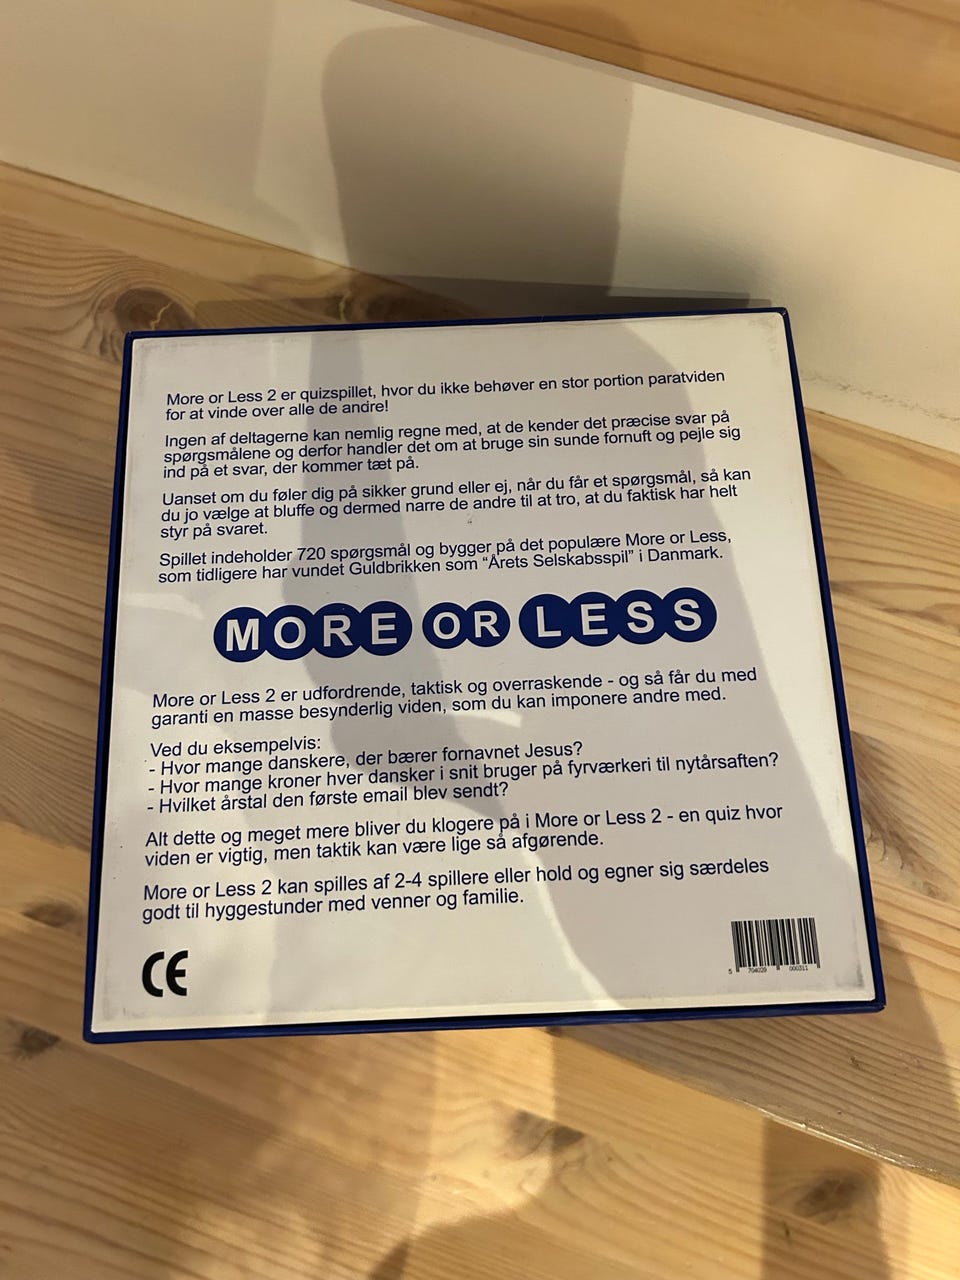 More or Less 2 er quizspillet, hvor du ikke behøver en stor portion paratviden
for at vinde over alle de andre!
Ingen af deltagerne kan nemlig regne med, at de kender det præcise svar på
spørgsmålene og derfor handler det om at bruge sin sunde fornuft og pejle sig
ind på et svar, der kommer tæt på.
Uanset om du føler dig på sikker grund eller ej, når du får et spørgsmål, så kan
du jo vælge at bluffe og dermed narre de andre til at tro, at du faktisk har helt
styr på svaret.
Spillet indeholder 720 spørgsmål og bygger på det populære More or Less,
som tidligere har vundet Guldbrikken som "Årets Selskabsspil" i Danmark.
MORE OR LESS
More or Less 2 er udfordrende, taktisk og overraskende - og så får du med
garanti en masse besynderlig viden, som du kan imponere andre med.
Ved du eksempelvis:
- Hvor mange danskere, der bærer fornavnet Jesus?
- Hvor mange kroner hver dansker i snit bruger på fyrværkeri til nytårsaften?
- Hvilket årstal den første email blev sendt?
Alt dette og meget mere bliver du klogere på i More or Less 2 - en quiz hvor
viden er vigtig, men taktik kan være lige så afgørende.
More or Less 2 kan spilles af 2-4 spillere eller hold og egner sig særdeles
godt til hyggestunder med venner og familie.
CE
5 704029 000311